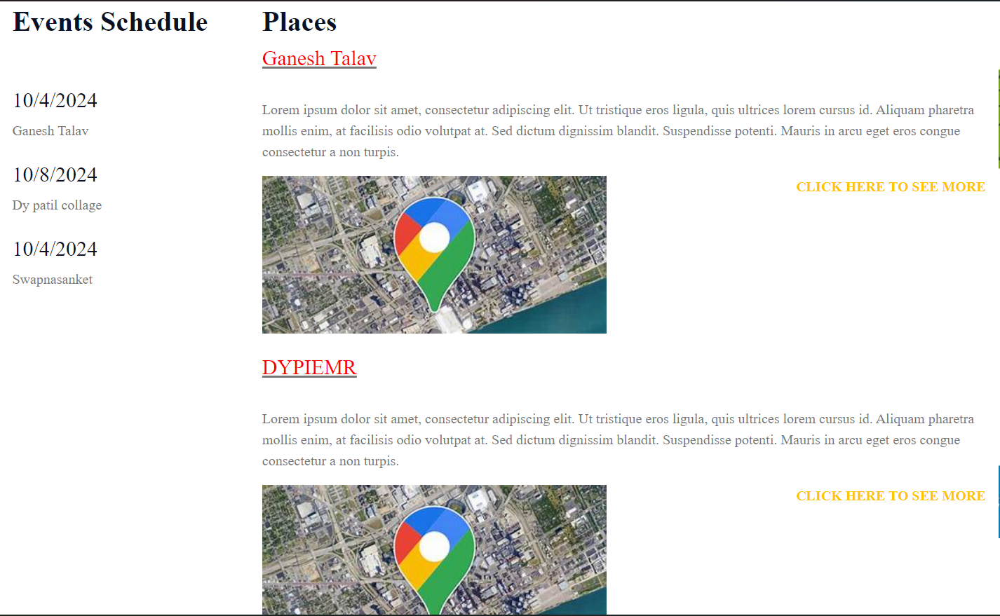 Events Schedule
10/4/2024
Ganesh Talav
10/8/2024
Dy patil collage
10/4/2024
Swapnasanket
Places
Ganesh Talav
Lorem ipsum dolor sit amet, consectetur adipiscing elit. Ut tristique eros ligula, quis ultrices lorem cursus id. Aliquam pharetra
mollis enim, at facilisis odio volutpat at. Sed dictum dignissim blandit. Suspendisse potenti. Mauris in arcu eget eros congue
consectetur a non turpis.
CLICK HERE TO SEE MORE
DYPIEMR
Lorem ipsum dolor sit amet, consectetur adipiscing elit. Ut tristique eros ligula, quis ultrices lorem cursus id. Aliquam pharetra
mollis enim, at facilisis odio volutpat at. Sed dictum dignissim blandit. Suspendisse potenti. Mauris in arcu eget eros congue
consectetur a non turpis.
CLICK HERE TO SEE MORE